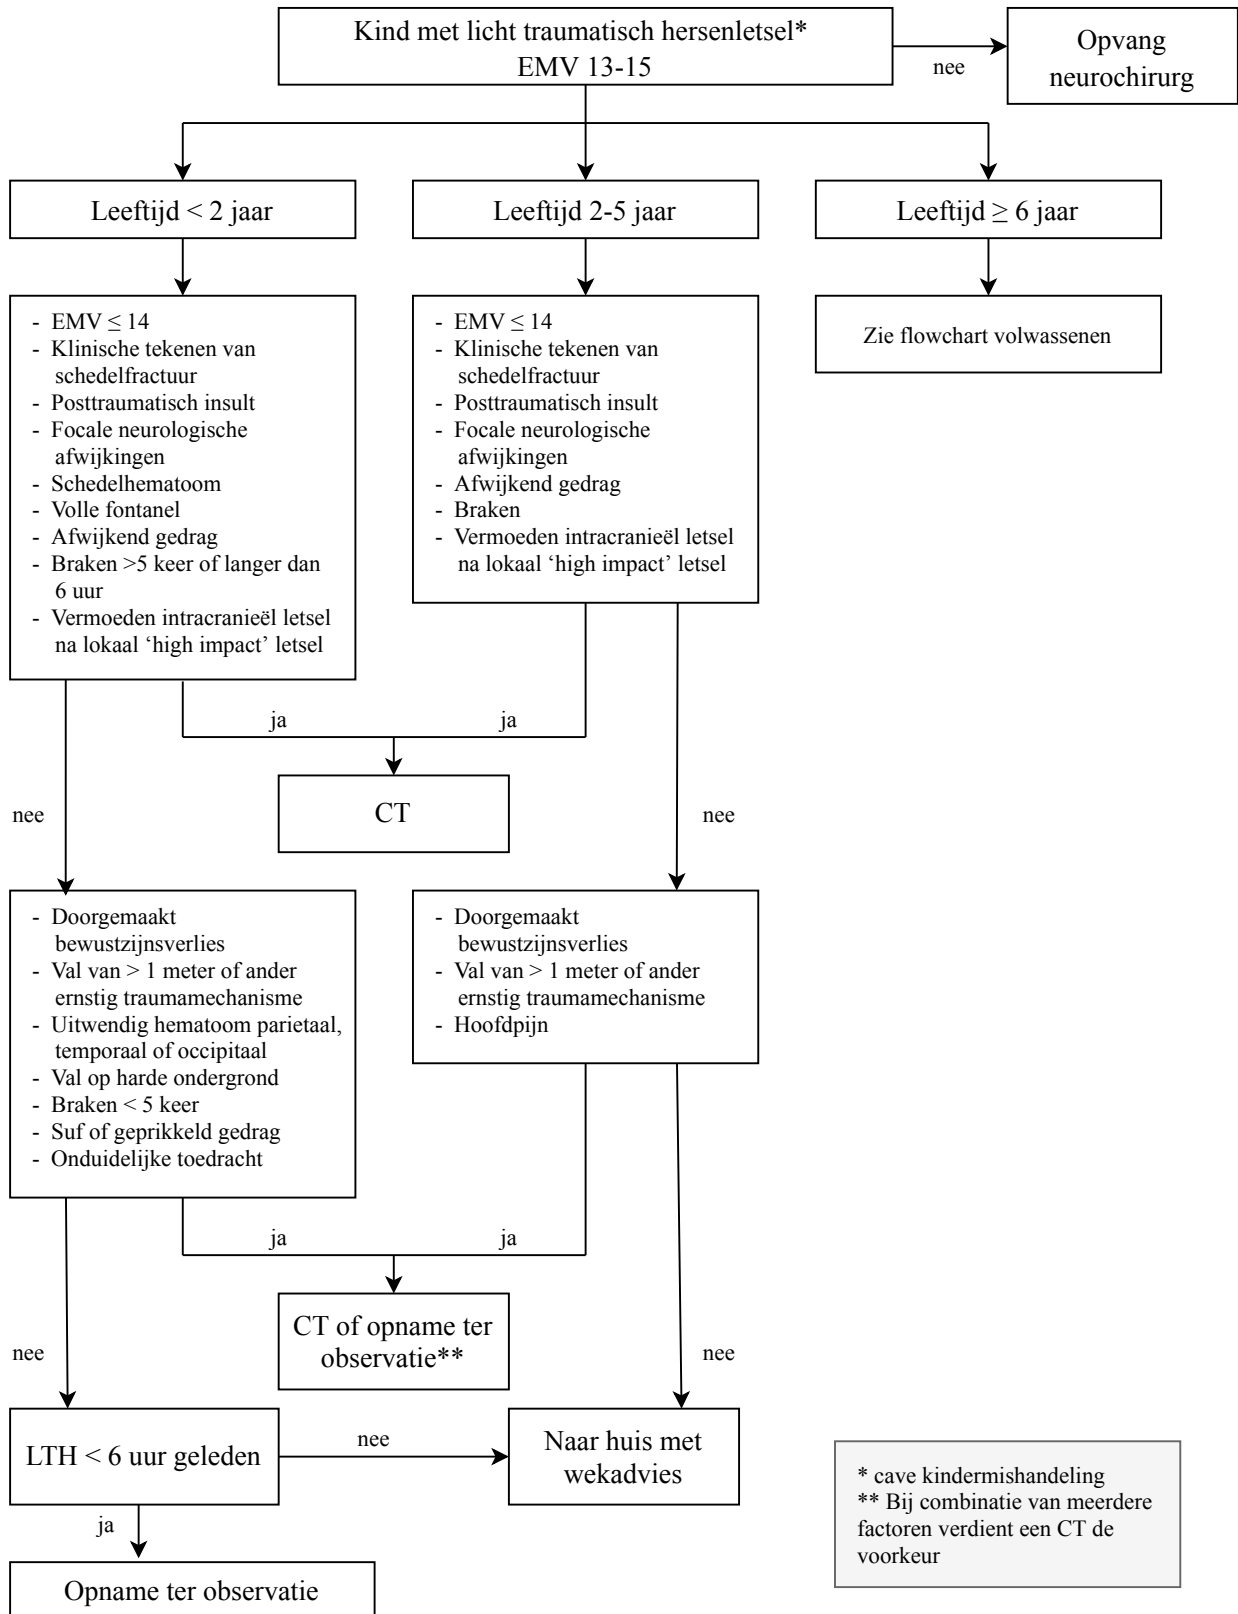 Kind met licht traumatisch hersenletsel*
EMV 13-15
nee
Opvang
neurochirurg
Leeftijd < 2 jaar
Leeftijd 2-5 jaar
Leeftijd ≥ 6 jaar
- EMV ≤ 14
- Klinische tekenen van
schedelfractuur
- Posttraumatisch insult
- Focale neurologische
afwijkingen
- Schedelhematoom
- Volle fontanel
- Afwijkend gedrag
- Braken >5 keer of langer dan
6 uur
- Vermoeden intracranieël letsel
na lokaal ‘high impact’ letsel
- EMV ≤ 14
- Klinische tekenen van
schedelfractuur
- Posttraumatisch insult
- Focale neurologische
afwijkingen
- Afwijkend gedrag
- Braken
- Vermoeden intracranieël letsel
na lokaal ‘high impact’ letsel
Zie flowchart volwassenen
ja
ja
CT
nee
nee
- Doorgemaakt
bewustzijnsverlies
- Val van > 1 meter of ander
ernstig traumamechanisme
- Uitwendig hematoom parietaal,
temporaal of occipitaal
- Val op harde ondergrond
- Braken < 5 keer
- Suf of geprikkeld gedrag
- Onduidelijke toedracht
- Doorgemaakt
bewustzijnsverlies
- Val van > 1 meter of ander
ernstig traumamechanisme
- Hoofdpijn
ja
ja
CT of opname ter
observatie**
nee
nee
LTH < 6 uur geleden
nee
Naar huis met
wekadvies
ja
Opname ter observatie
* cave kindermishandeling
** Bij combinatie van meerdere
factoren verdient een CT de
voorkeur